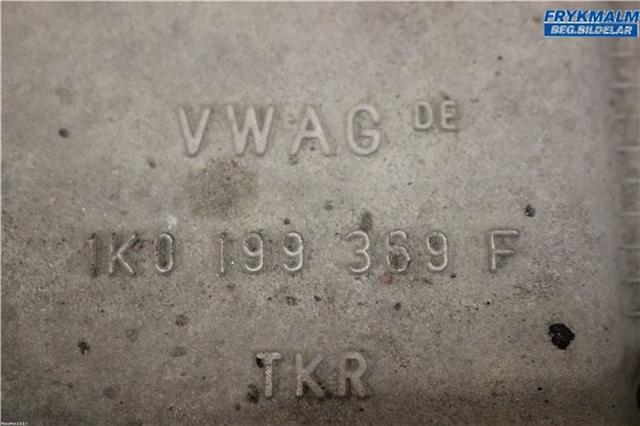 FRYKMALM
BEG.BILDELAR
VWAG DE
1K0 199 369 F
TKR